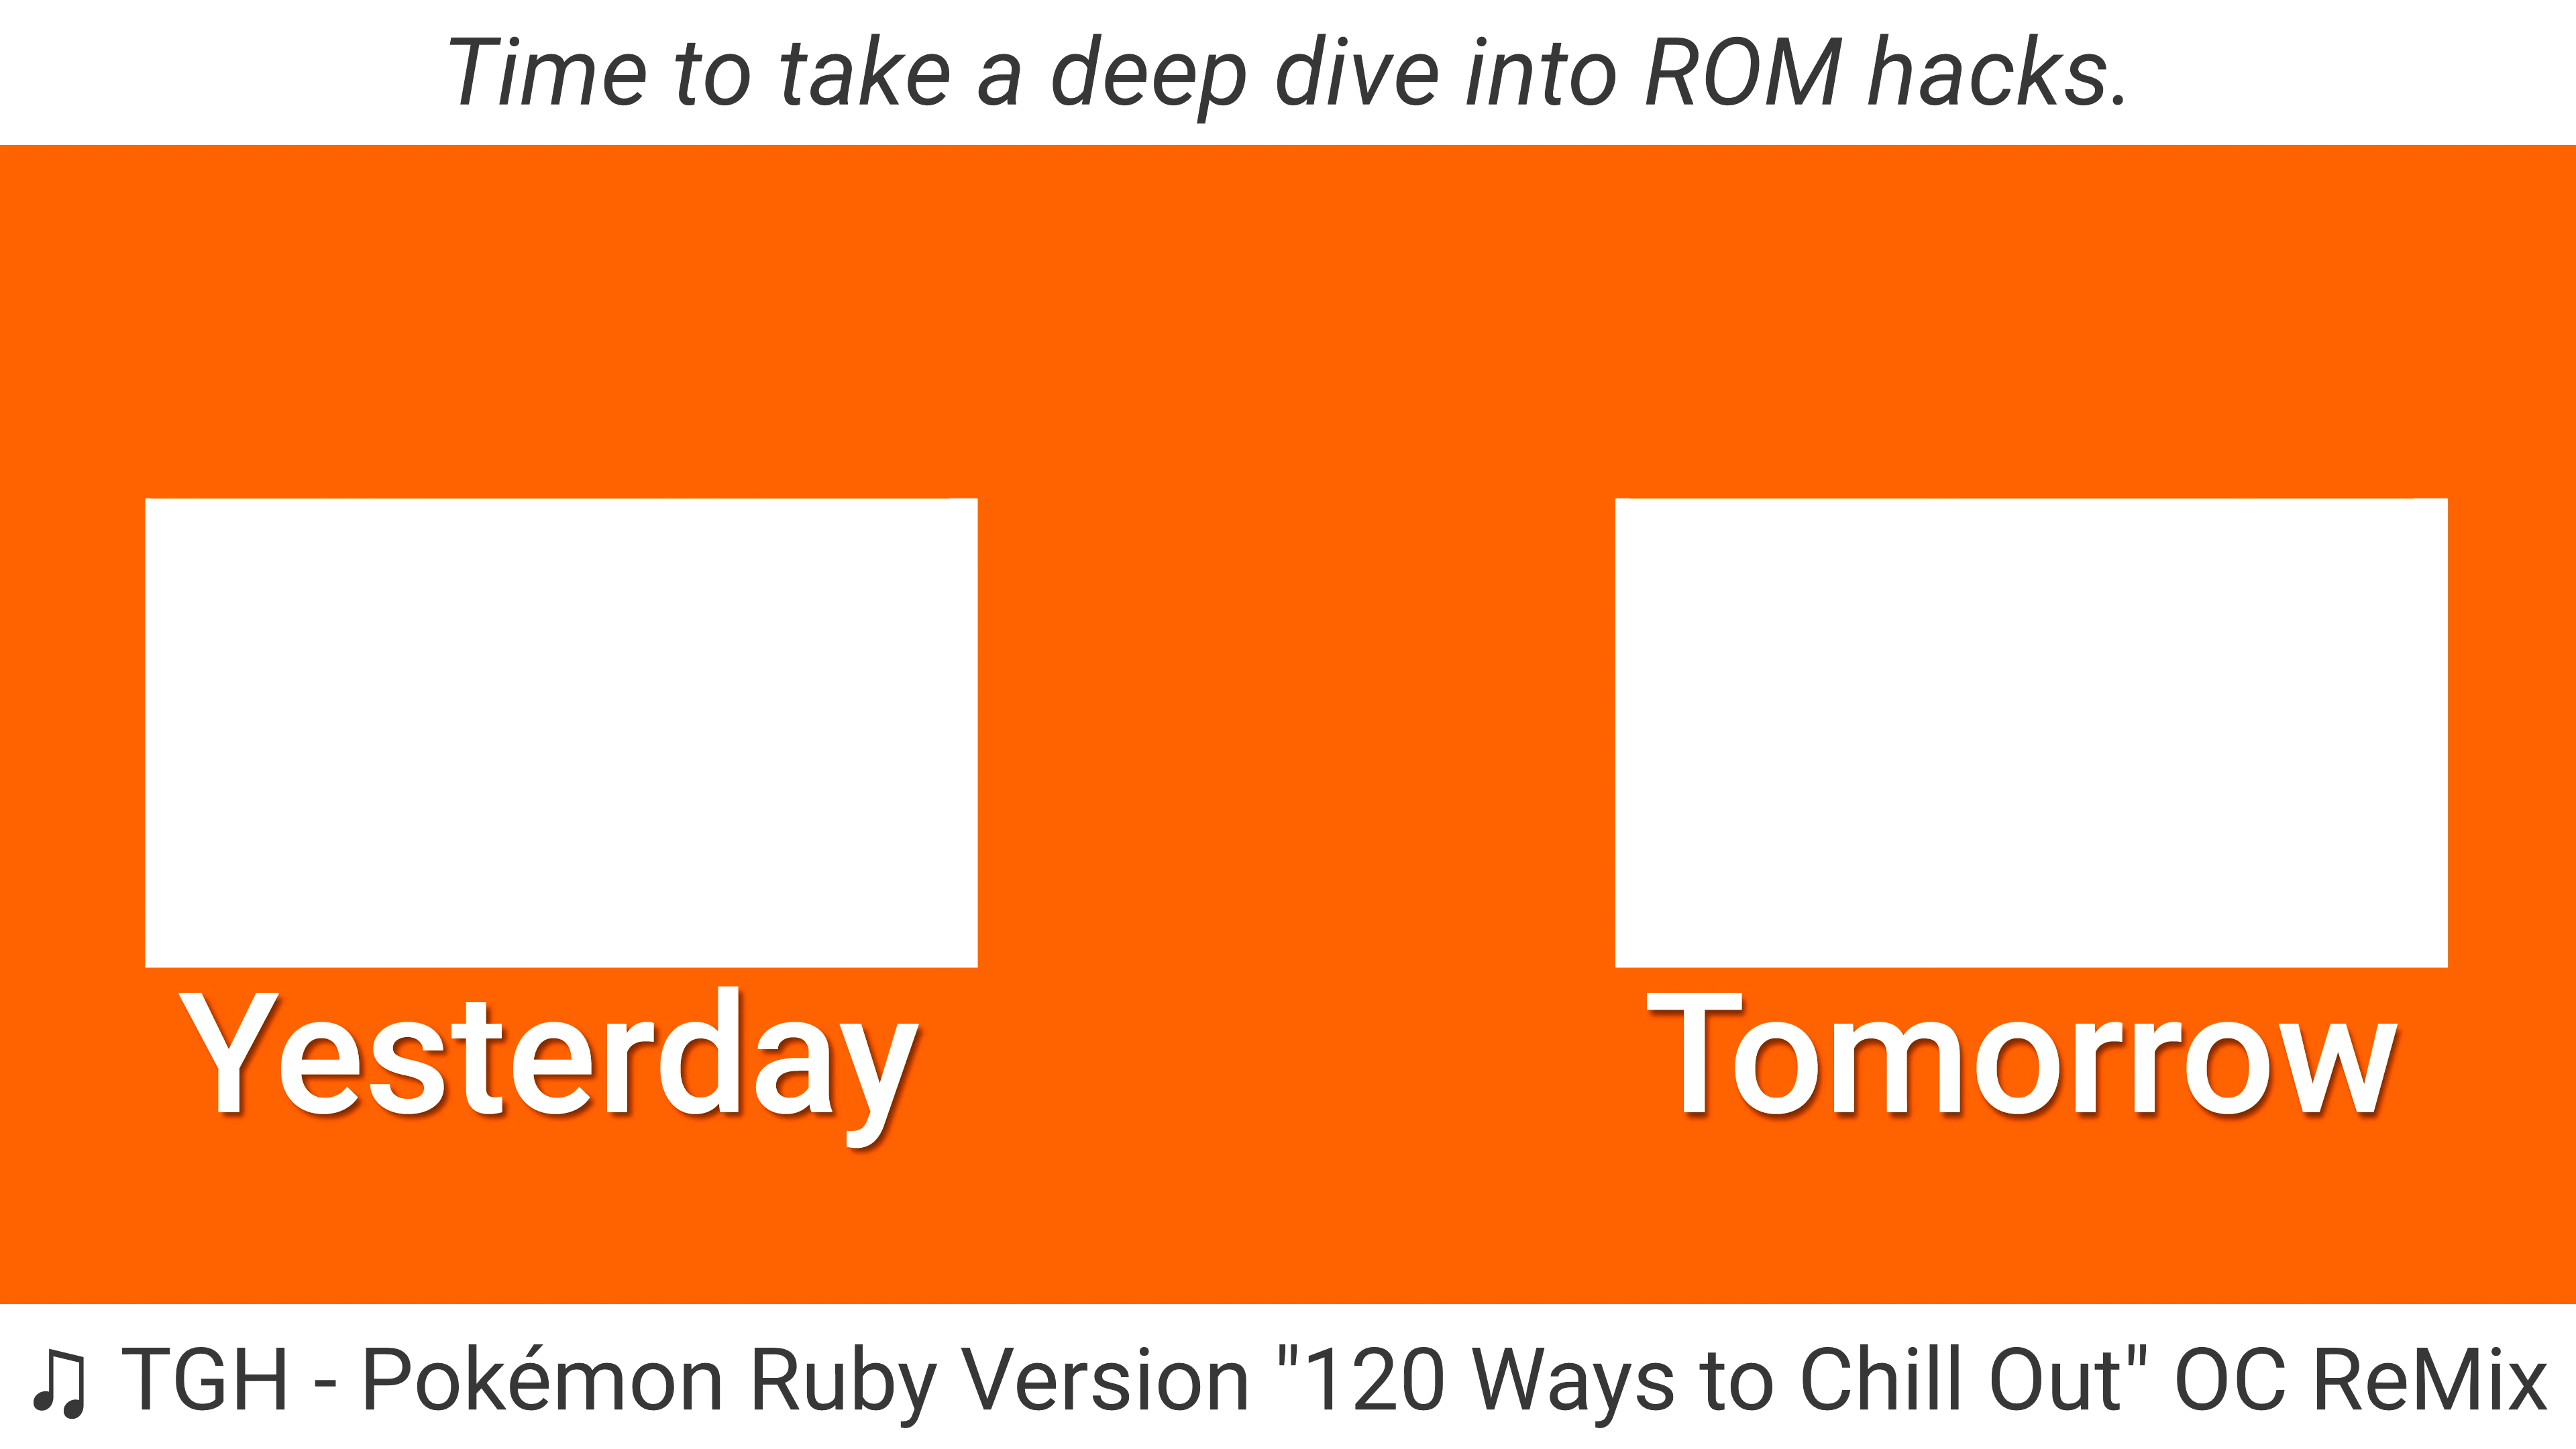 Time to take a deep dive into ROM hacks.
Yesterday
Tomorrow
♫ TGH - Pokémon Ruby Version "120 Ways to Chill Out" OC ReMix